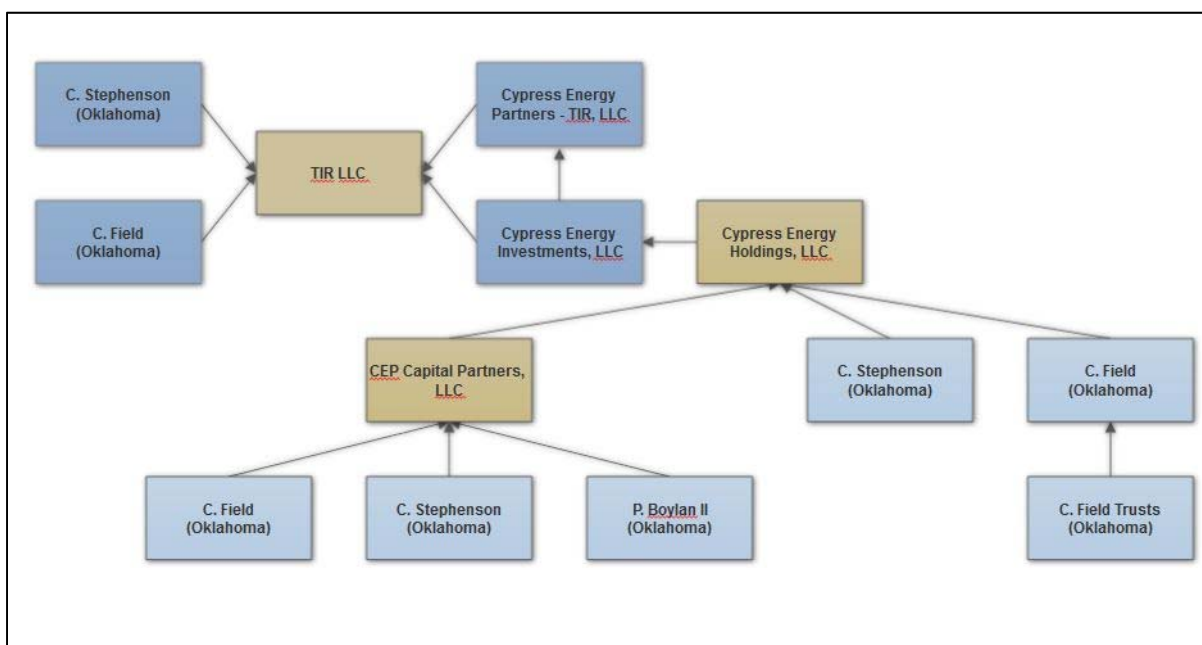 C. Stephenson
(Oklahoma)
Cypress Energy
Partners - TIR, LLC
TIR LLC
C. Field
(Oklahoma)
Cypress Energy
Investments, LLC
Cypress Energy
Holdings, LLC
CEP Capital Partners,
LLC
C. Stephenson
(Oklahoma)
C. Field
(Oklahoma)
C. Field
(Oklahoma)
C. Stephenson
(Oklahoma)
P. Boylan II
(Oklahoma)
C. Field Trusts
(Oklahoma)